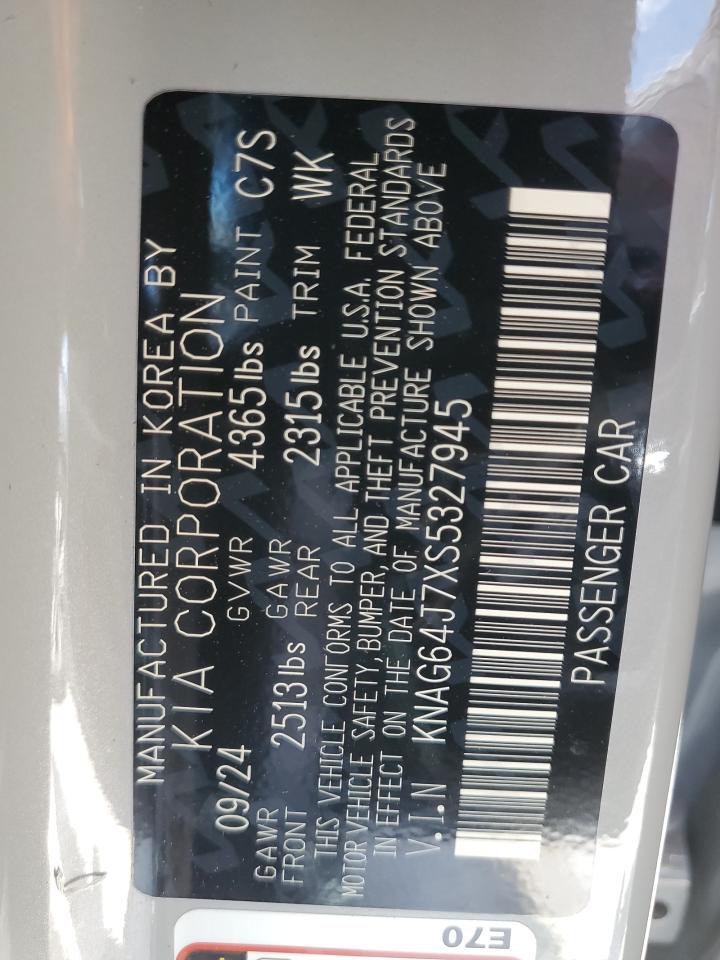 MANUFACTURED IN KOREA BY
KIA CORPORATION
09/24 GVWR 4365lbs PAINT C7S
GAWR FRONT 2513lbs GAWR REAR 2315lbs TRIM WK
THIS VEHICLE CONFORMS TO ALL APPLICABLE U.S.A. FEDERAL
MOTOR VEHICLE SAFETY, BUMPER, AND THEFT PREVENTION STANDARDS
IN EFFECT ON THE DATE OF MANUFACTURE SHOWN ABOVE
V.I.N KNAG64J7XS5327945
PASSENGER CAR
E70